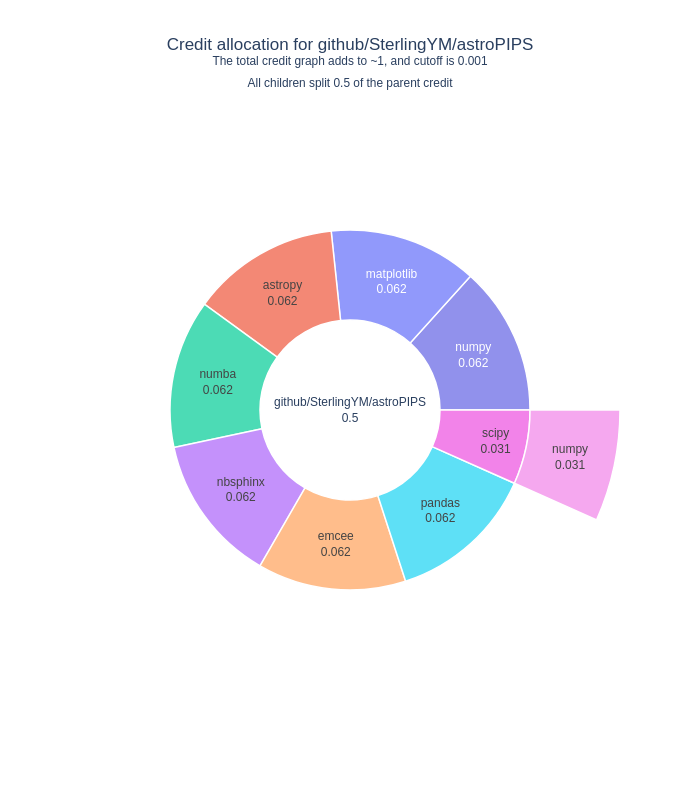 Credit allocation for github/SterlingYM/astroPIPS
The total credit graph adds to ~1, and cutoff is 0.001
All children split 0.5 of the parent credit
matplotlib
0.062
astropy
0.062
numpy
0.062
numba
0.062
github/SterlingYM/astroPIPS
0.5
scipy
0.031
numpy
0.031
nbsphinx
0.062
pandas
0.062
emcee
0.062